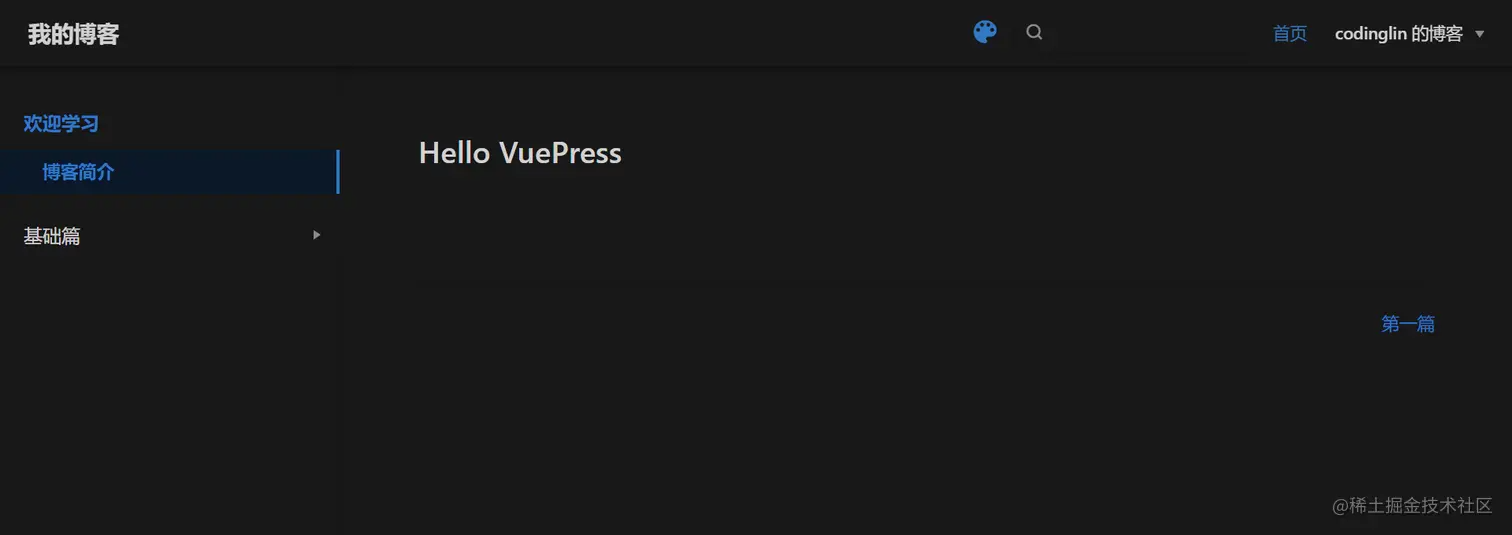 我的博客
首页
codinglin 的博客
欢迎学习
博客简介
基础篇
Hello VuePress
第一篇
@稀土掘金技术社区